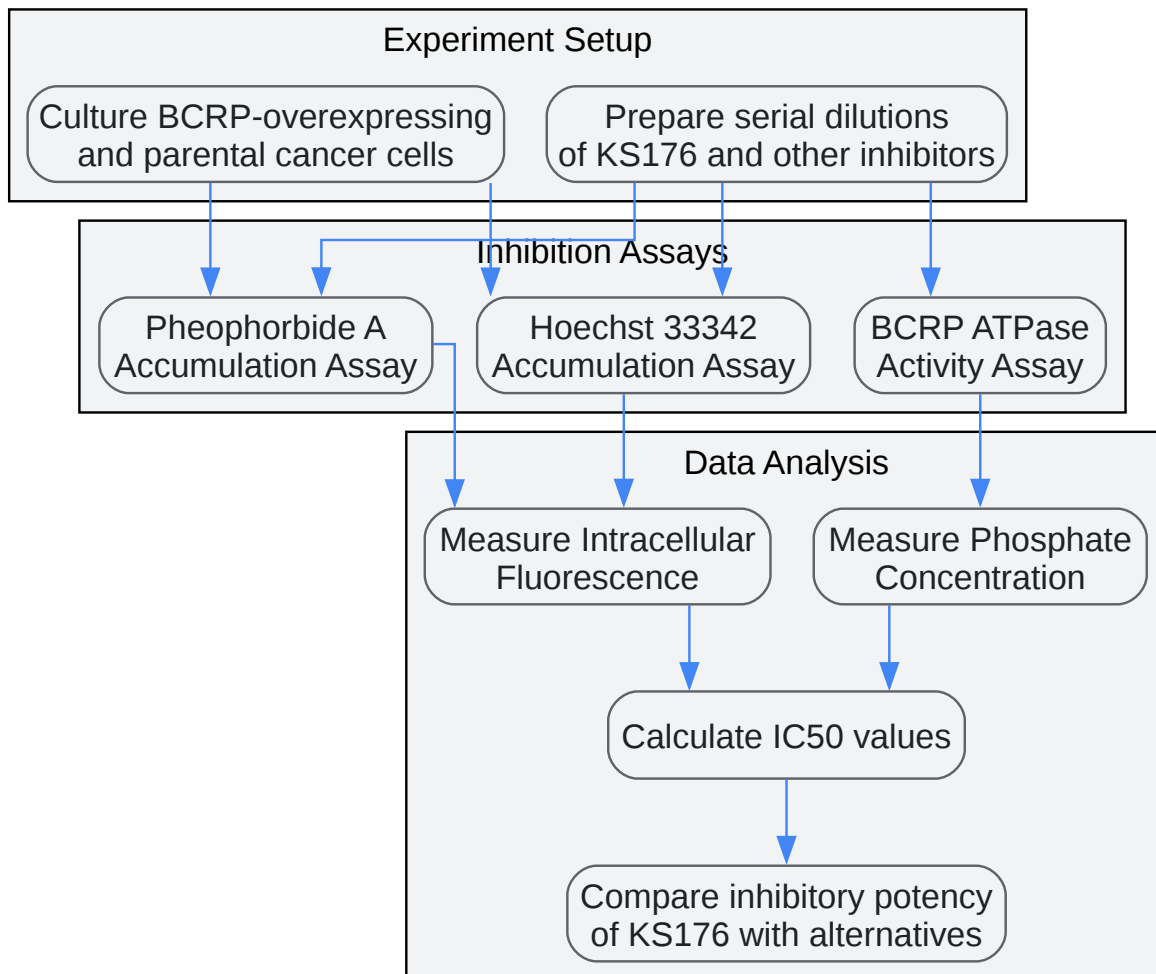 Experiment Setup
Culture BCRP-overexpressing
and parental cancer cells
Prepare serial dilutions
of KS176 and other inhibitors
Inhibition Assays
Pheophorbide A
Accumulation Assay
Hoechst 33342
Accumulation Assay
BCRP ATPase
Activity Assay
Data Analysis
Measure Intracellular
Fluorescence
Measure Phosphate
Concentration
Calculate IC50 values
Compare inhibitory potency
of KS176 with alternatives